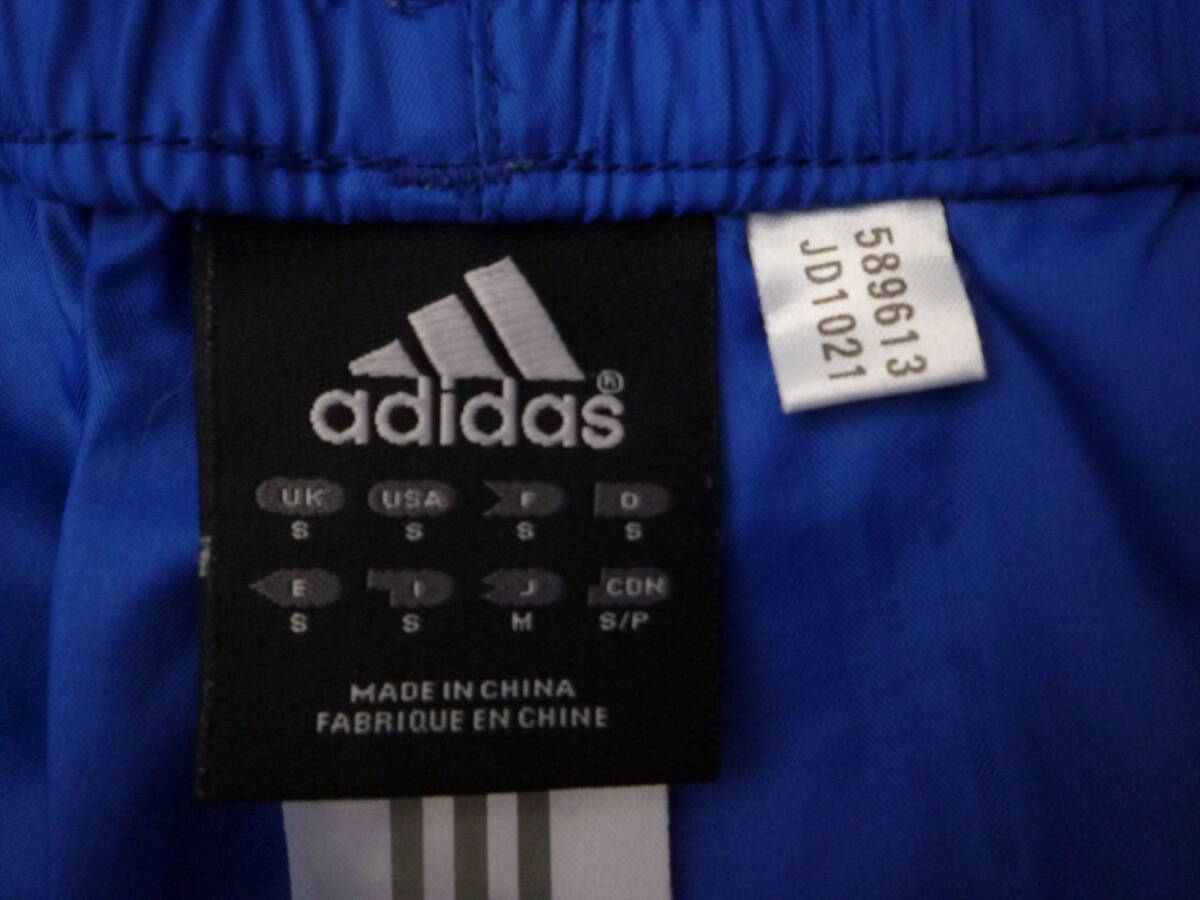 adidas®
UK USA F D
S S S S
E I J CDN
S S M S/P
MADE IN CHINA
FABRIQUE EN CHINE
589613
JD1021